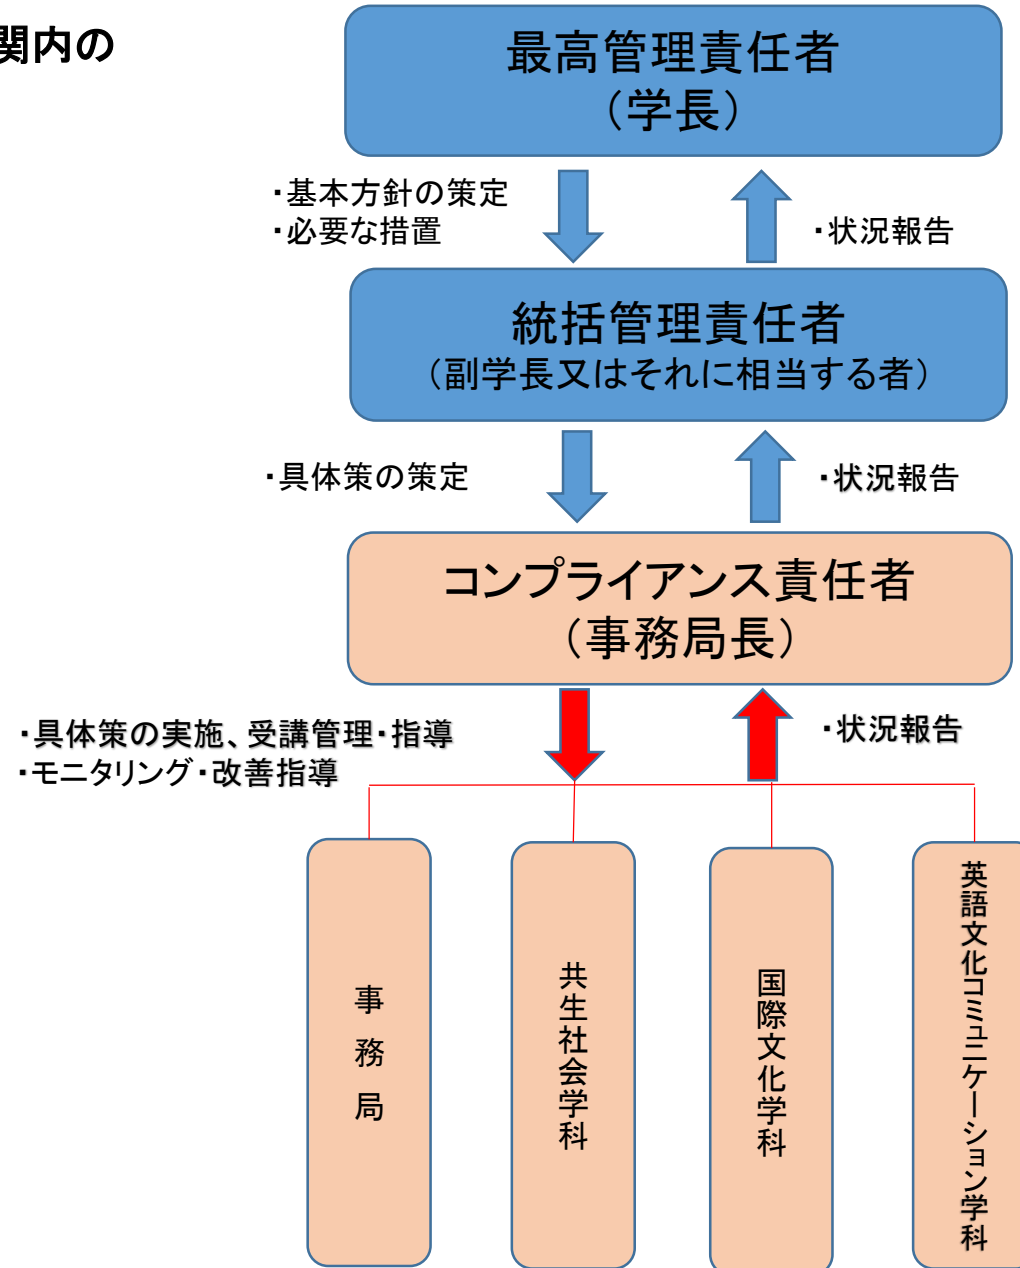 関内の
最高管理責任者
（学長）
・基本方針の策定
・必要な措置
・状況報告
統括管理責任者
（副学長又はそれに相当する者）
・具体策の策定
・状況報告
コンプライアンス責任者
（事務局長）
・具体策の実施、受講管理・指導
・モニタリング・改善指導
・状況報告
事務局
共生社会学科
国際文化学科
英語文化コミュニケーション学科